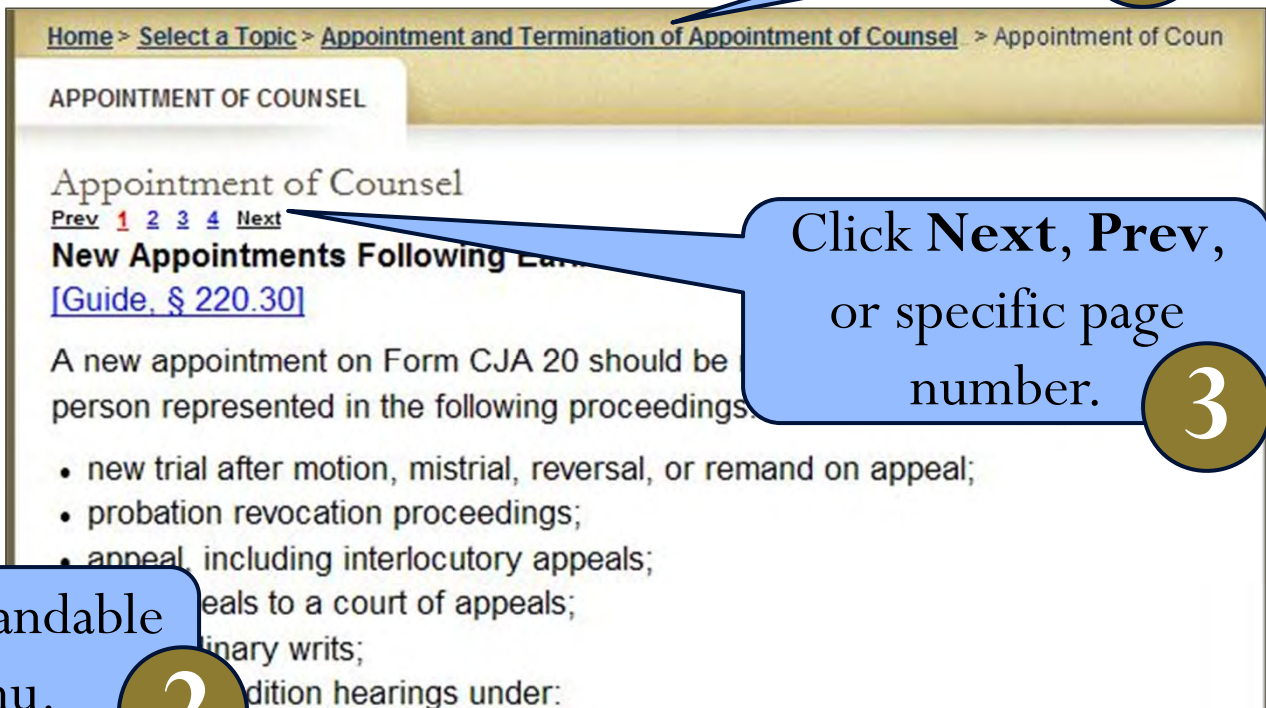 Home > Select a Topic > Appointment and Termination of Appointment of Counsel > Appointment of Coun
APPOINTMENT OF COUNSEL
Appointment of Counsel
Prev 1 2 3 4 Next
New Appointments Following
[Guide, § 220.30]
A new appointment on Form CJA 20 should be
person represented in the following proceedings
Click Next, Prev,
or specific page
number.
3
• new trial after motion, mistrial, reversal, or remand on appeal;
• probation revocation proceedings;
• appeal, including interlocutory appeals;
eals to a court of appeals;
inary writs;
dition hearings under:
andable
nu.
2